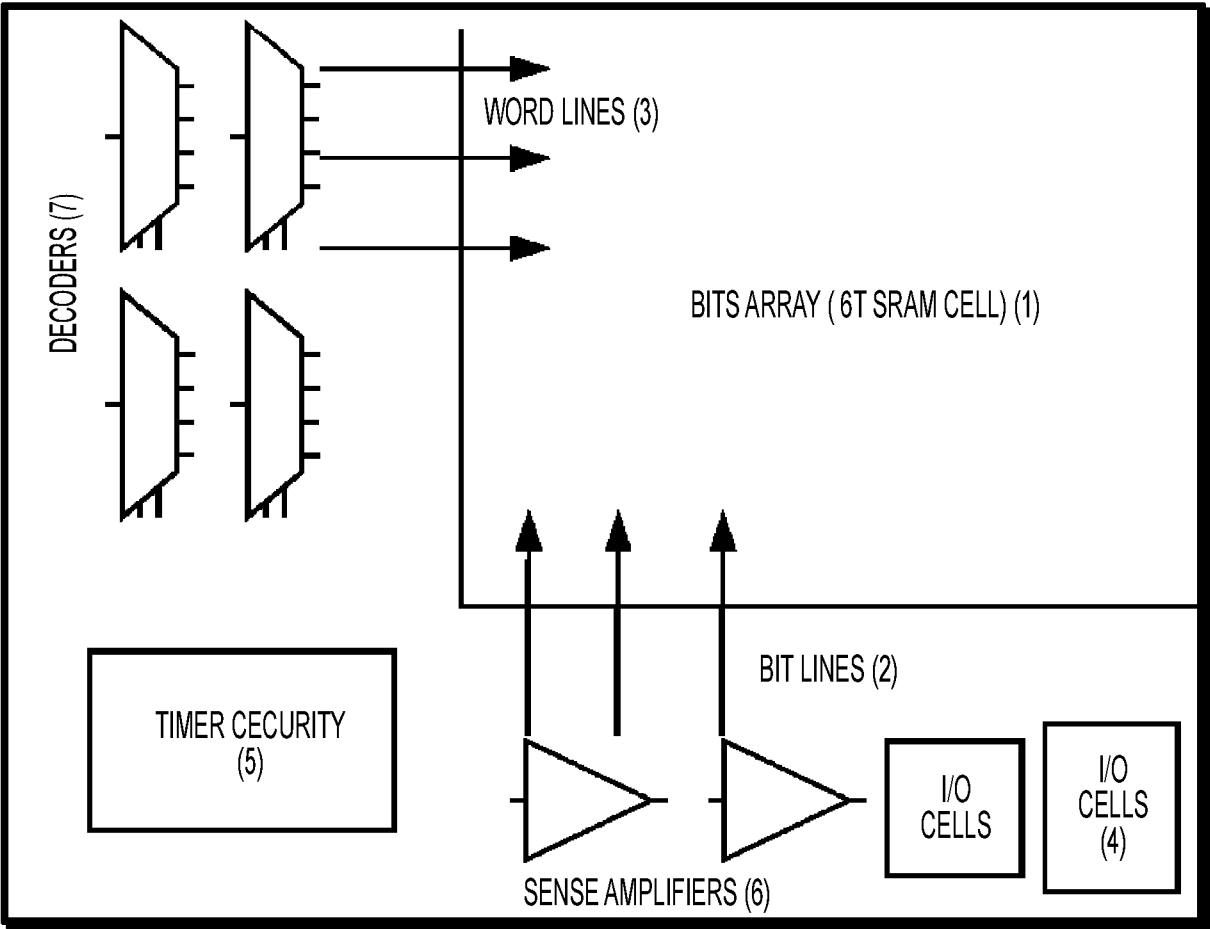 WORD LINES (3)
DECODERS (7)
BITS ARRAY ( 6T SRAM CELL) (1)
BIT LINES (2)
TIMER CECURITY
(5)
I/O
CELLS
I/O
CELLS
(4)
SENSE AMPLIFIERS (6)